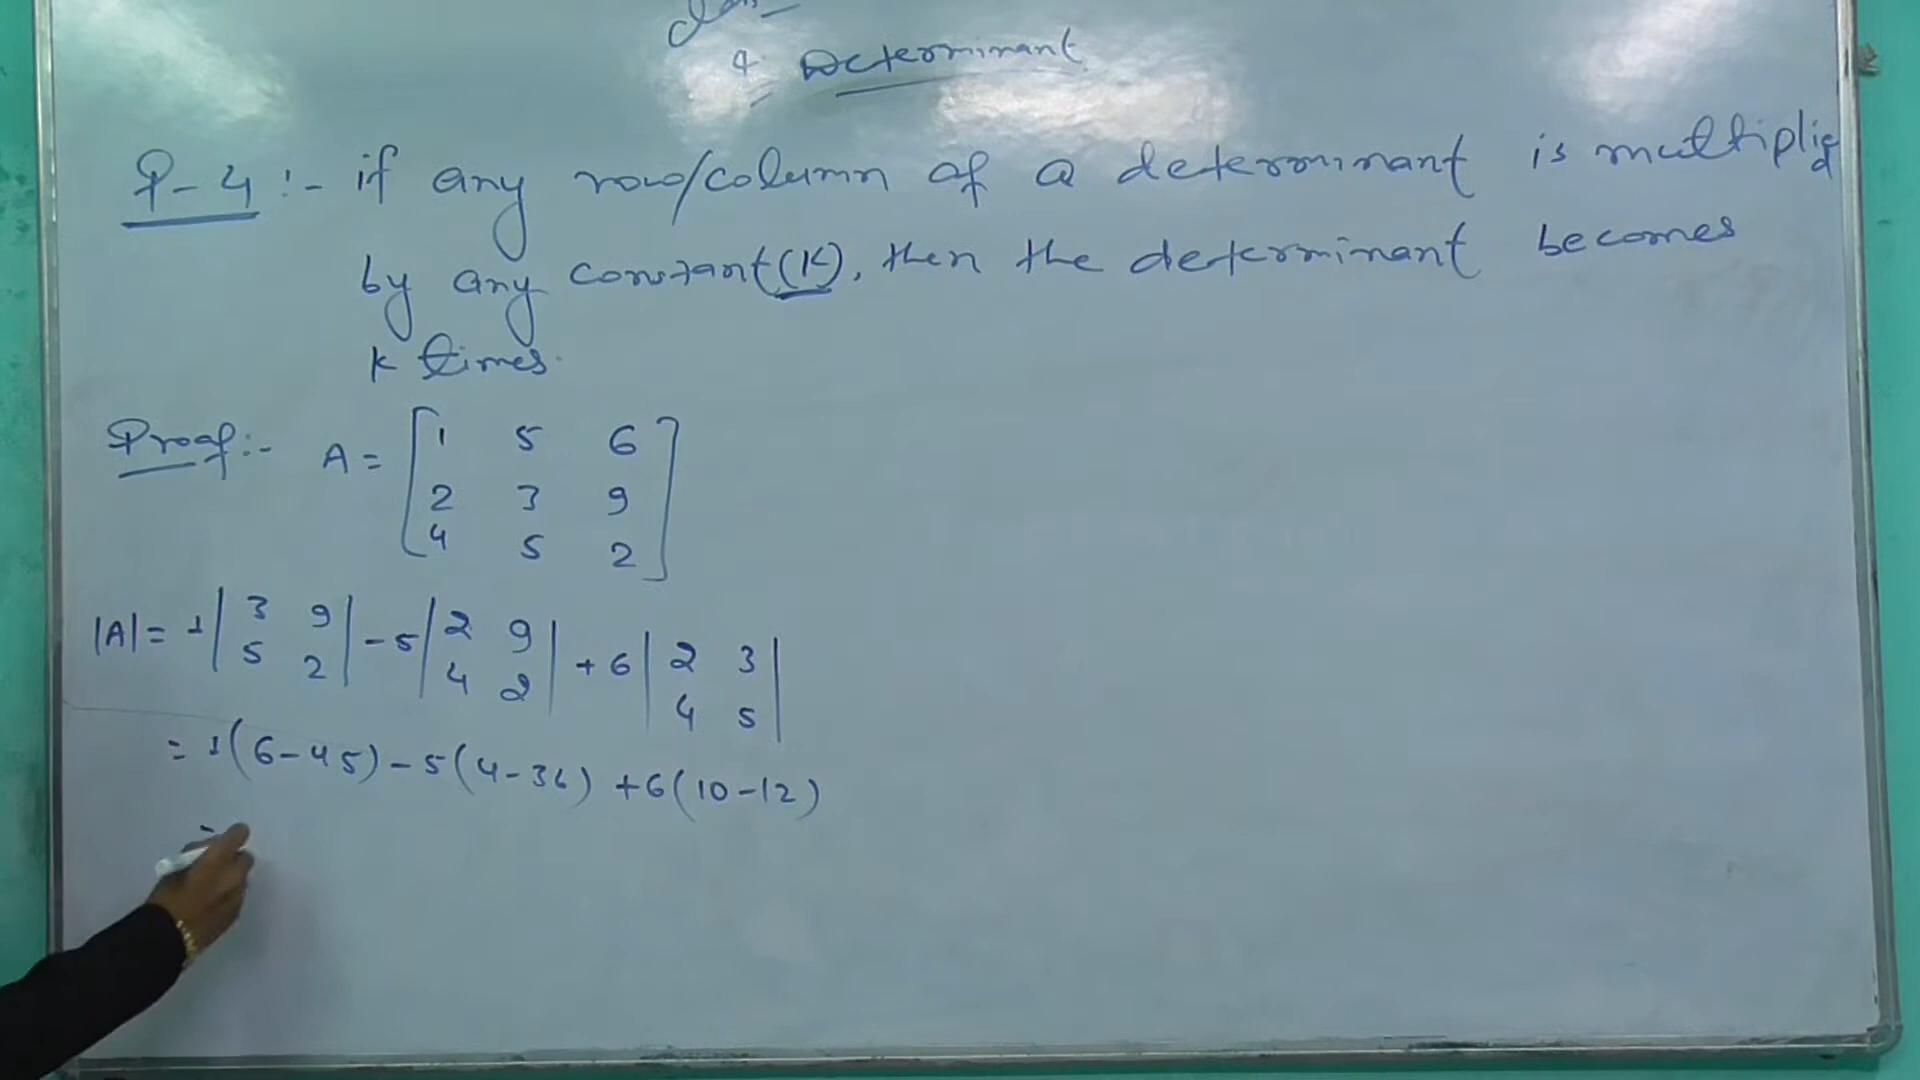 4. Determinant
P-4 :- if any row/column of a determinant is multiplied
by any constant (K), then the determinant becomes
K times.
Proof :- A = [1 5 6
2 3 9
4 5 2]
|A| = 1 |3 9 5 2| - 5 |2 9 4 2| + 6 |2 3 4 5|
= 1(6-45) - 5(4-36) + 6(10-12)